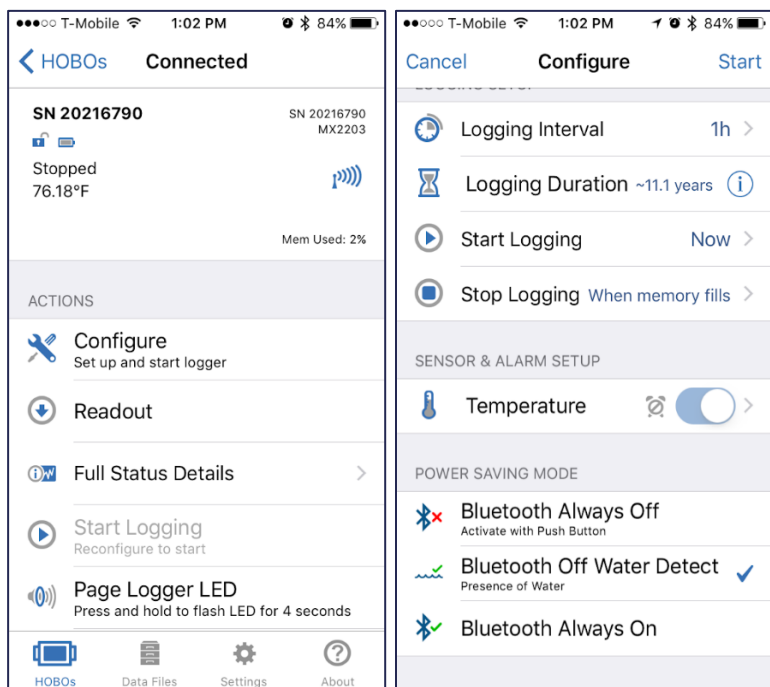 T-Mobile 1:02 PM 84%
HOBOs Connected
SN 20216790
SN 20216790
MX2203
Stopped
76.18°F
Mem Used: 2%
ACTIONS
Configure
Set up and start logger
Readout
Full Status Details
Start Logging
Reconfigure to start
Page Logger LED
Press and hold to flash LED for 4 seconds
HOBOs Data Files Settings About
T-Mobile 1:02 PM 84%
Cancel Configure Start
LOGGING SETUP
Logging Interval 1h
Logging Duration ~11.1 years
Start Logging Now
Stop Logging When memory fills
SENSOR & ALARM SETUP
Temperature
POWER SAVING MODE
Bluetooth Always Off
Activate with Push Button
Bluetooth Off Water Detect
Presence of Water
Bluetooth Always On